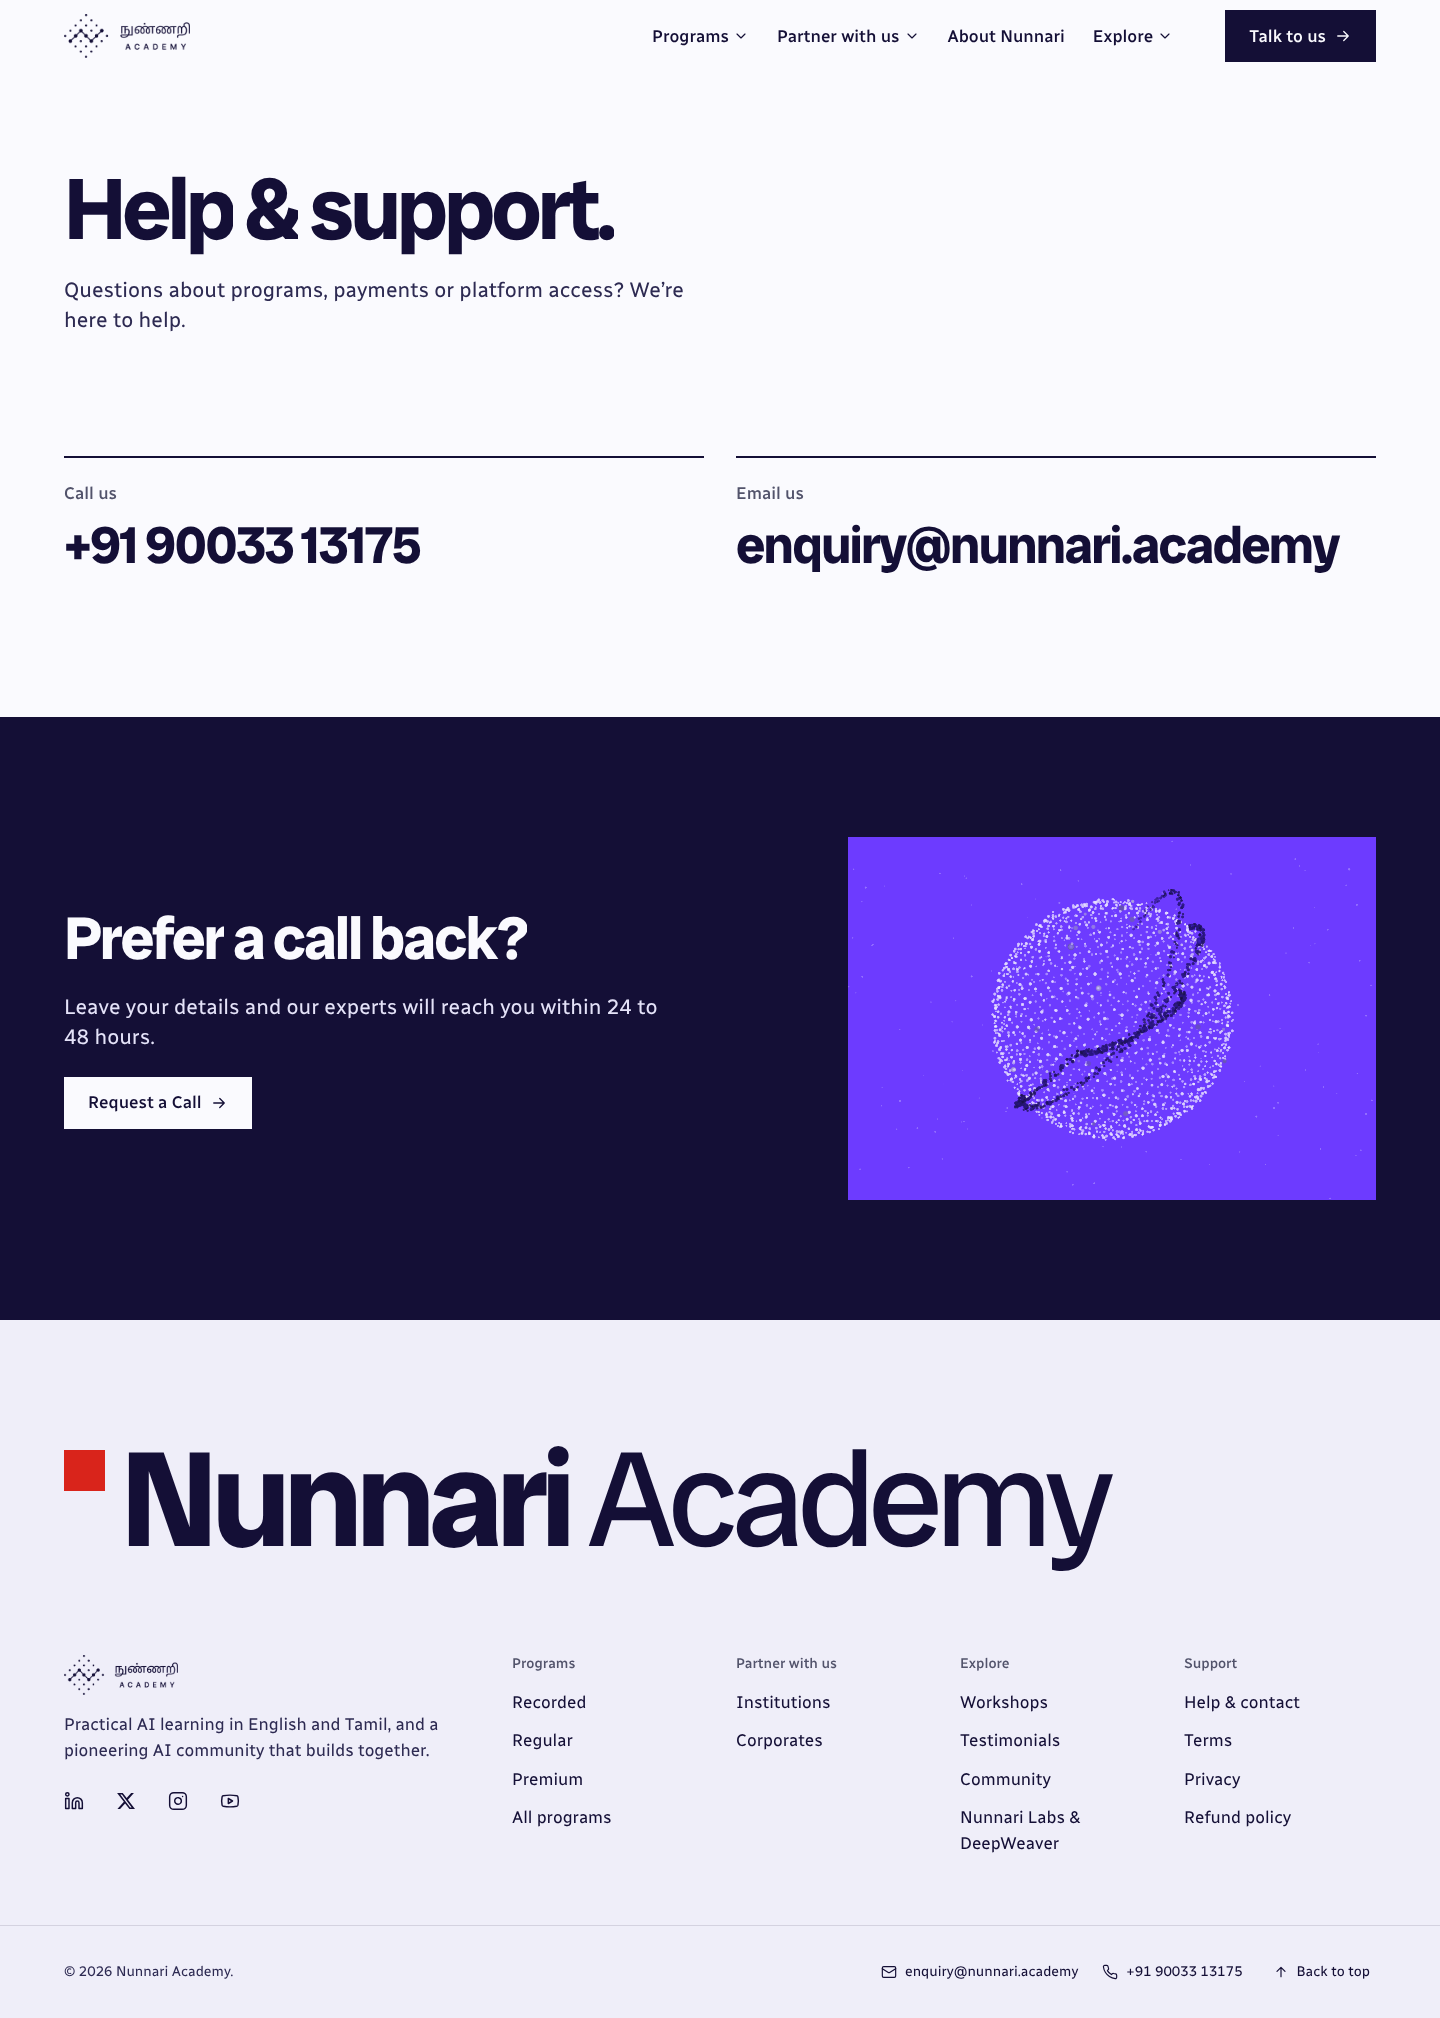 நுண்ணறி
ACADEMY
Programs
Partner with us
About Nunnari
Explore
Talk to us
Help & support.
Questions about programs, payments or platform access? We’re
here to help.
Call us
+91 90033 13175
Email us
enquiry@nunnari.academy
Prefer a call back?
Leave your details and our experts will reach you within 24 to
48 hours.
Request a Call
Nunnari Academy
நுண்ணறி
ACADEMY
Practical AI learning in English and Tamil, and a
pioneering AI community that builds together.
Programs
Recorded
Regular
Premium
All programs
Partner with us
Institutions
Corporates
Explore
Workshops
Testimonials
Community
Nunnari Labs &
DeepWeaver
Support
Help & contact
Terms
Privacy
Refund policy
© 2026 Nunnari Academy.
enquiry@nunnari.academy
+91 90033 13175
Back to top